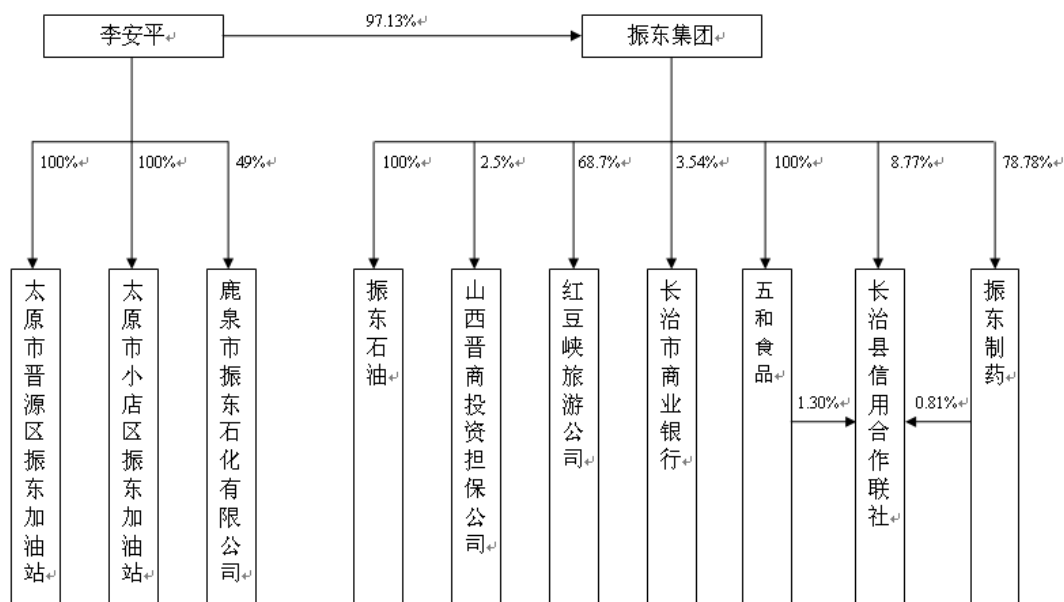 李安平
97.13%
振东集团
100%
100%
49%
100%
2.5%
68.7%
3.54%
100%
8.77%
78.78%
太原市晋源区振东加油站
太原市小店区振东加油站
鹿泉市振东石化有限公司
振东石油
山西晋商投资担保公司
红豆峡旅游公司
长治市商业银行
五和食品
长治县信用合作联社
振东制药
1.30%
0.81%